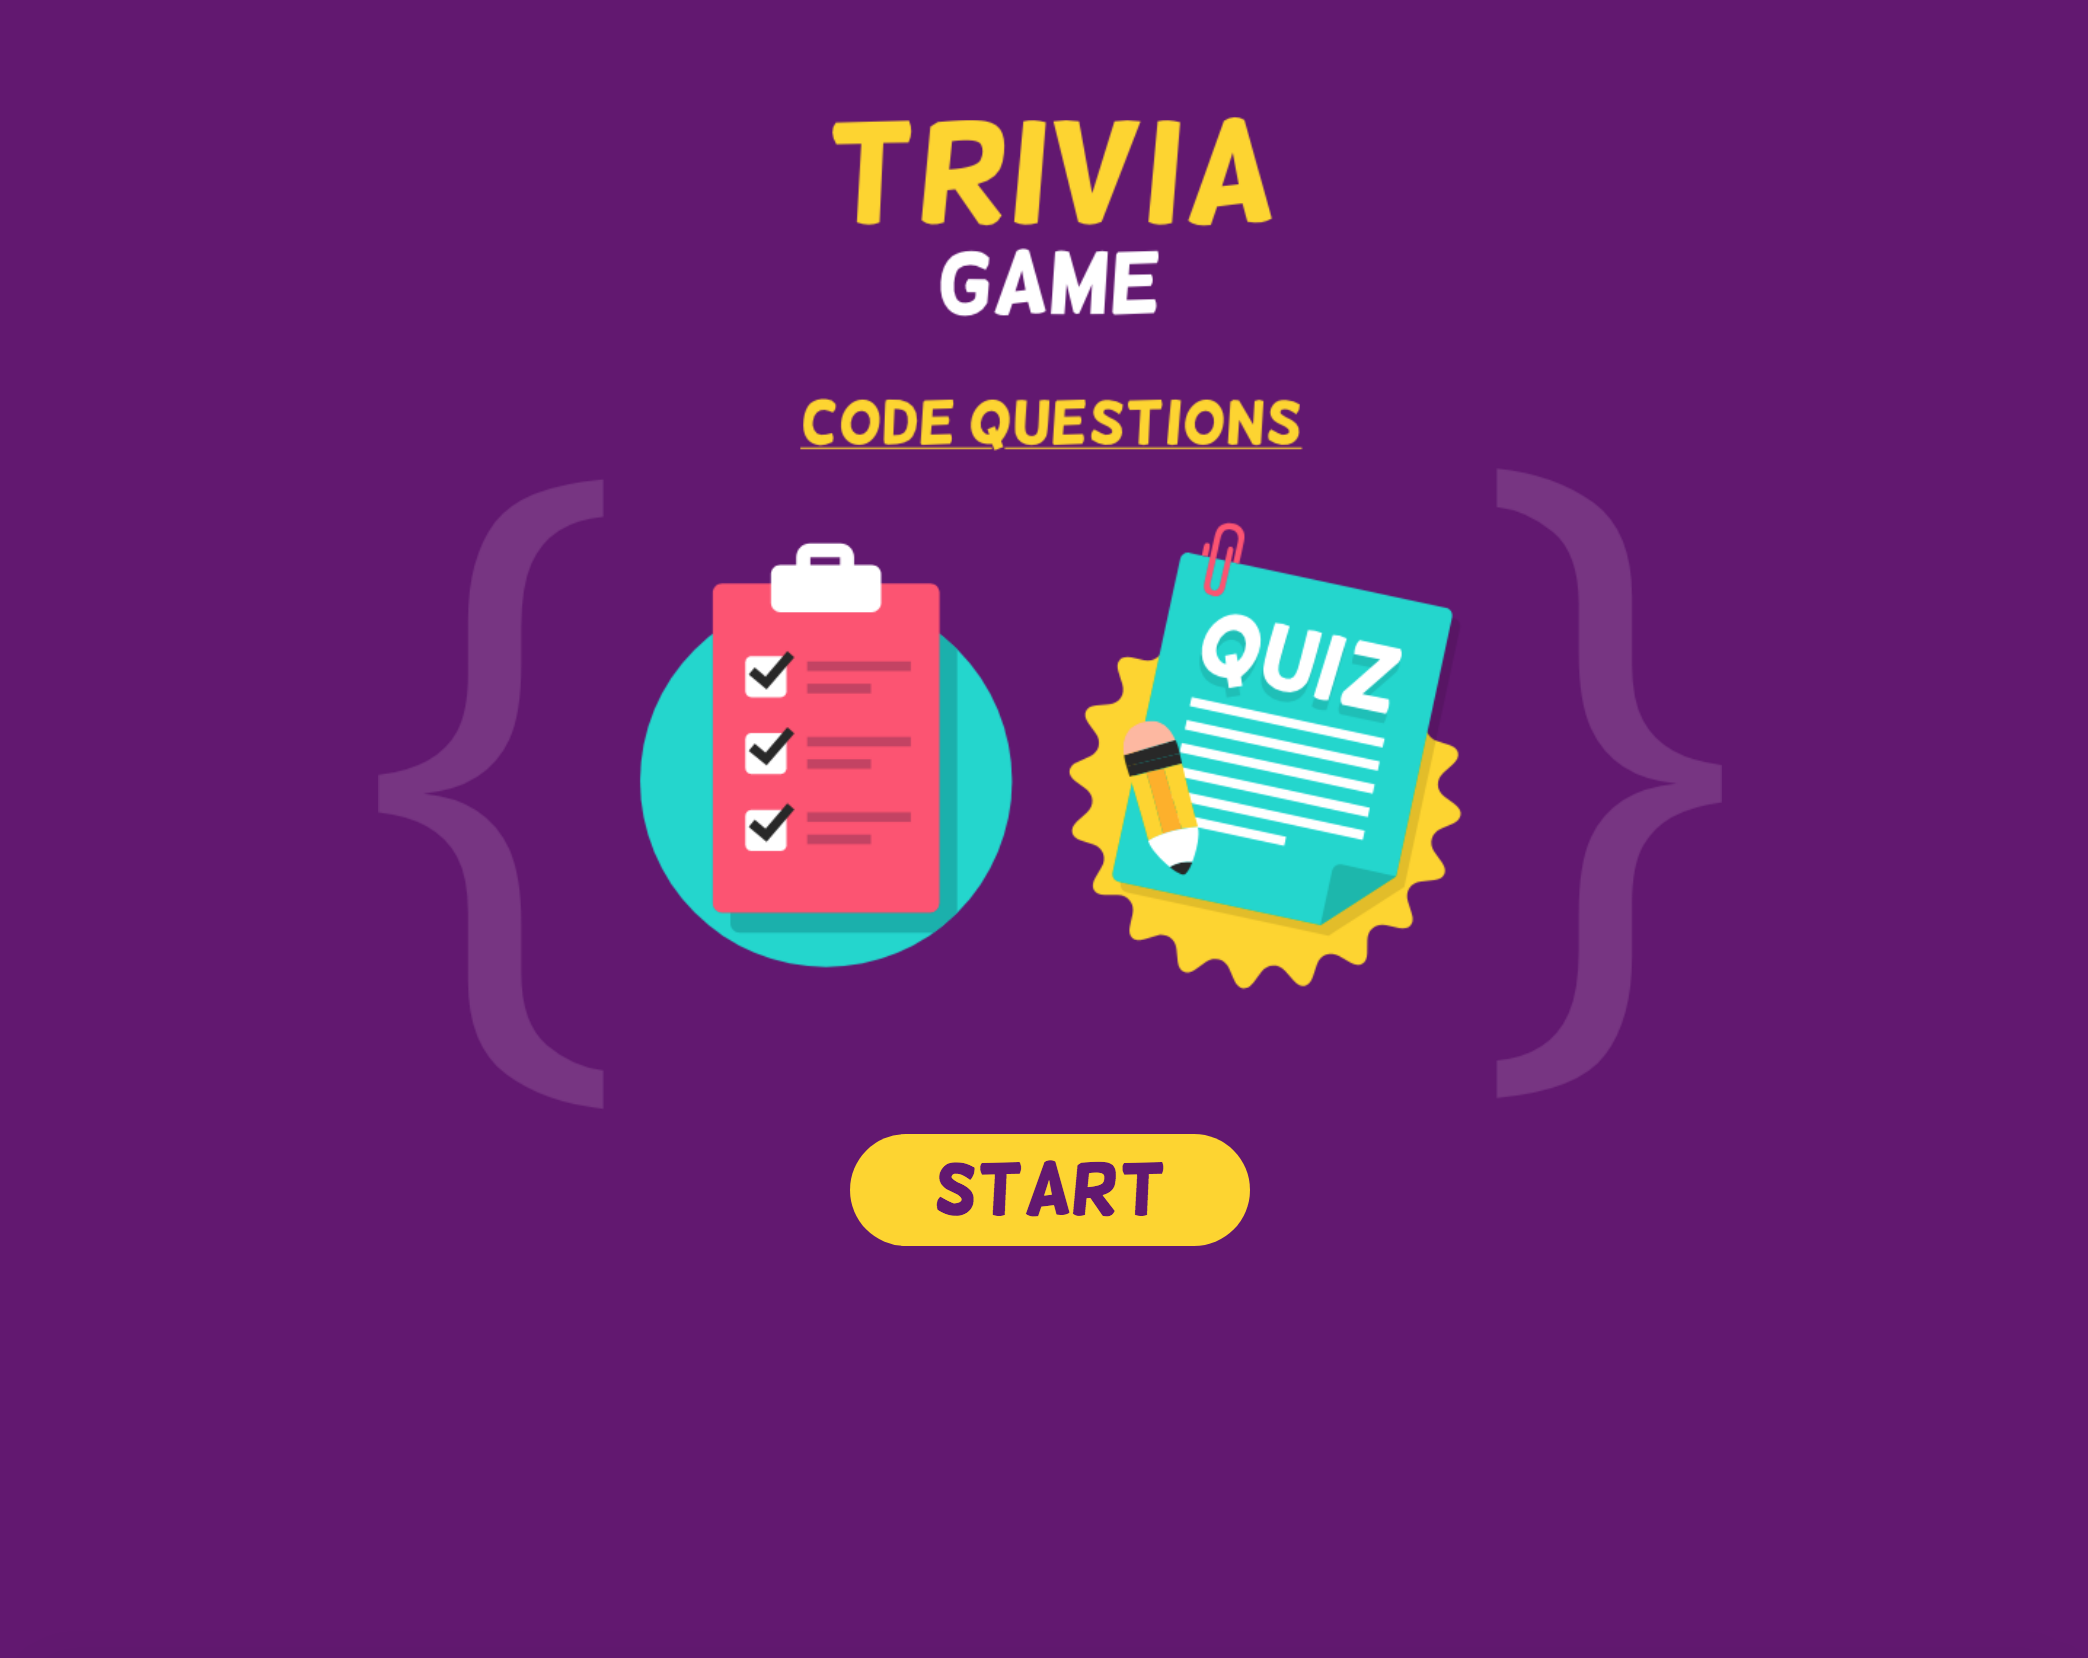 TRIVIA
GAME
CODE QUESTIONS
{ }
QUIZ
START